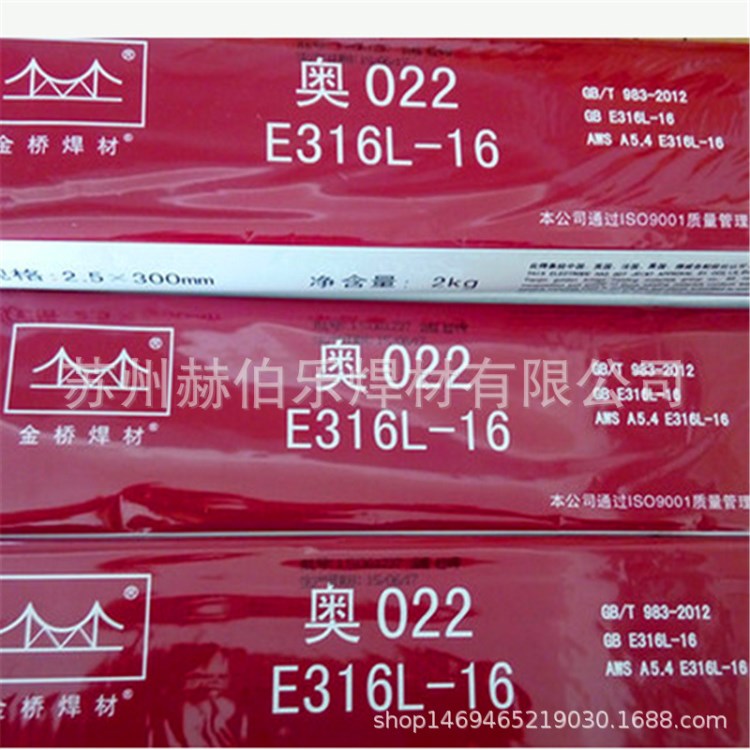 奥 022
E316L-16
GB/T 983-2012
GB E316L-16
AWS A5.4 E316L-16
金桥焊材®
本公司通过ISO9001质量管理
格:2.5×300mm
净含量: 2kg
苏州赫伯乐焊材有限公司
奥 022
E316L-16
GB/T 983-2012
GB E316L-16
AWS A5.4 E316L-16
金桥焊材®
本公司通过ISO9001质量管理
奥 022
E316L-16
GB/T 983-2012
GB E316L-16
AWS A5.4 E316L-16
金桥焊材®
shop1469465219030.1688.com